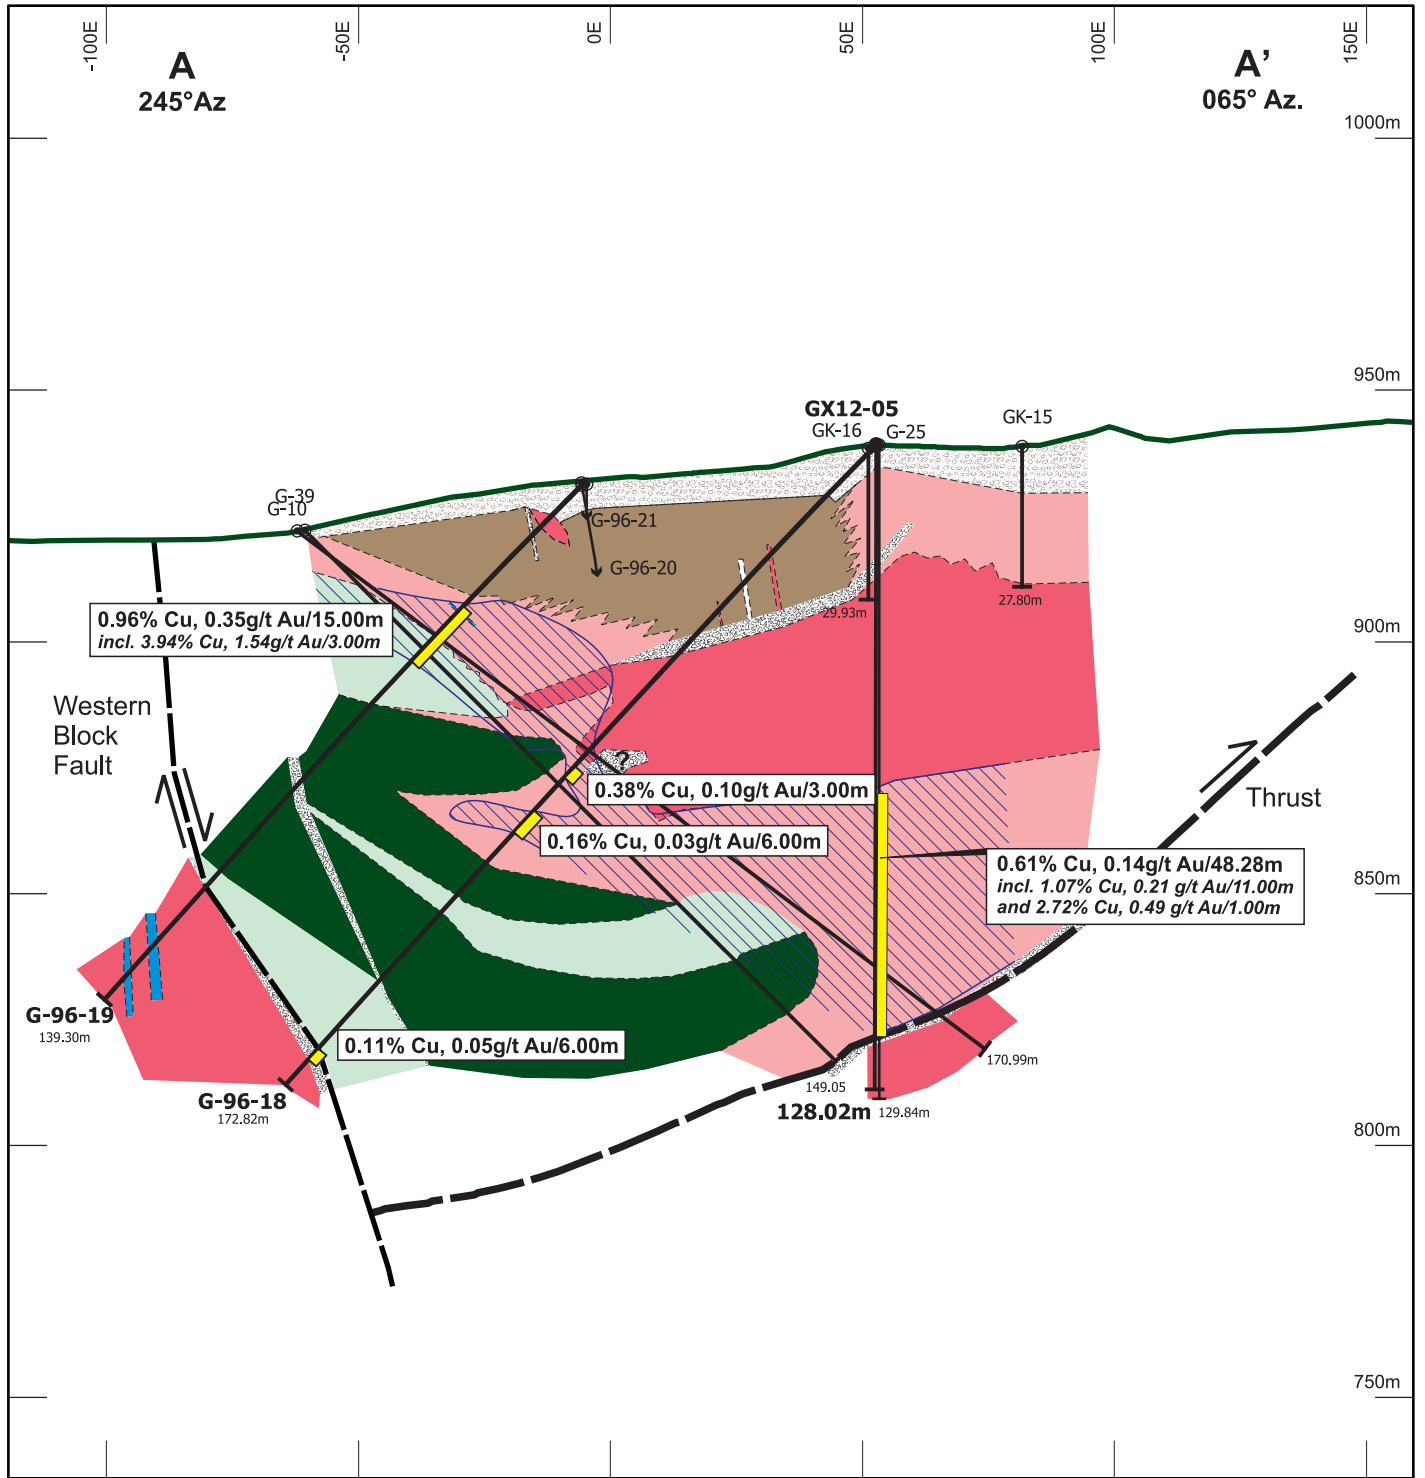 -100E
-50E
0E
50E
100E
150E
A
245°Az
A’
065° Az.
1000m
950m
GX12-05
GK-16
G-25
GK-15
G-39
G-10
G-96-21
G-96-20
29.93m
27.80m
900m
0.96% Cu, 0.35g/t Au/15.00m
incl. 3.94% Cu, 1.54g/t Au/3.00m
Western
Block
Fault
?
0.38% Cu, 0.10g/t Au/3.00m
Thrust
0.16% Cu, 0.03g/t Au/6.00m
0.61% Cu, 0.14g/t Au/48.28m
incl. 1.07% Cu, 0.21 g/t Au/11.00m
and 2.72% Cu, 0.49 g/t Au/1.00m
850m
G-96-19
139.30m
0.11% Cu, 0.05g/t Au/6.00m
170.99m
149.05
G-96-18
172.82m
128.02m
129.84m
800m
750m